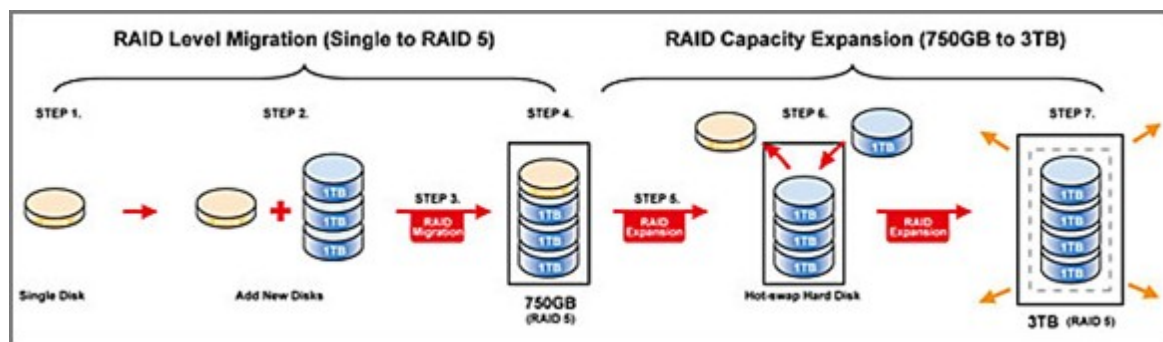 RAID Level Migration (Single to RAID 5)
RAID Capacity Expansion (750GB to 3TB)
STEP 1.
STEP 2.
STEP 4.
STEP 6.
STEP 7.
1TB
1TB
1TB
1TB
STEP 3.
RAID
Migration
1TB
1TB
1TB
STEP 5.
RAID
Expansion
1TB
1TB
1TB
RAID
Expansion
1TB
1TB
1TB
1TB
Single Disk
Add New Disks
750GB
(RAID 5)
Hot-swap Hard Disk
3TB (RAID 5)